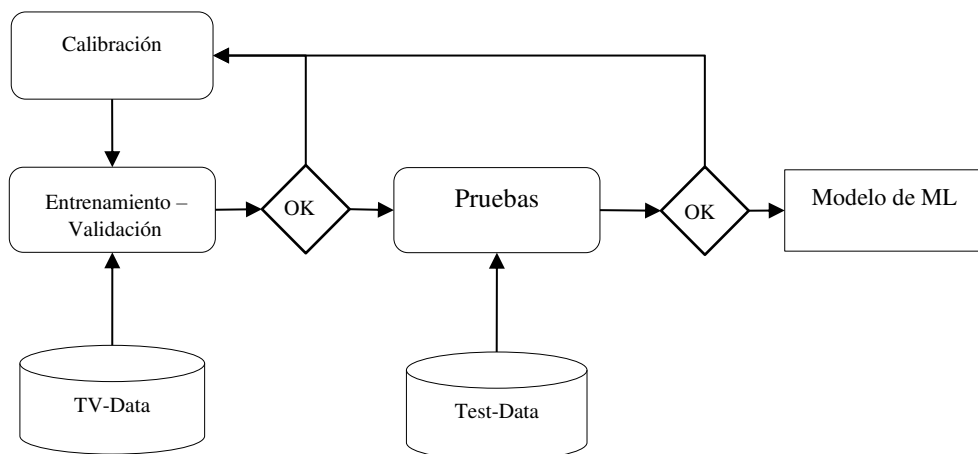 Calibración
Entrenamiento –
Validación
OK
Pruebas
OK
Modelo de ML
TV-Data
Test-Data